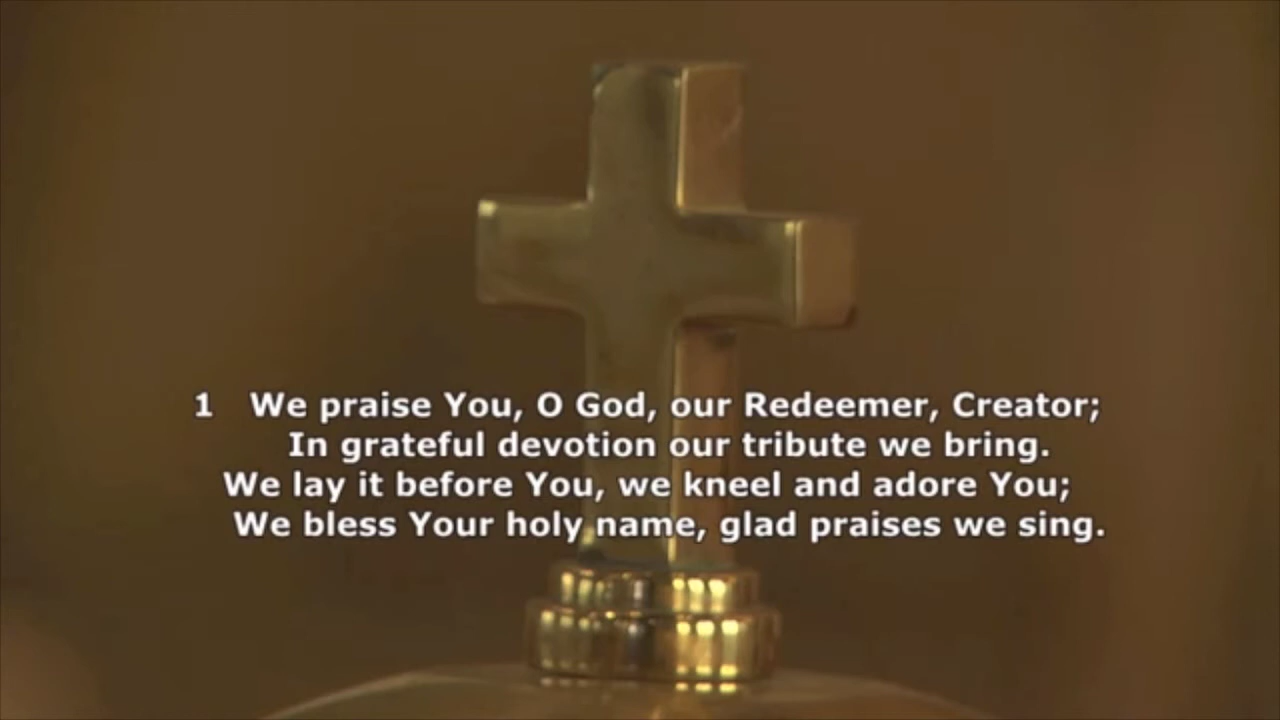 1 We praise You, O God, our Redeemer, Creator;
In grateful devotion our tribute we bring.
We lay it before You, we kneel and adore You;
We bless Your holy name, glad praises we sing.